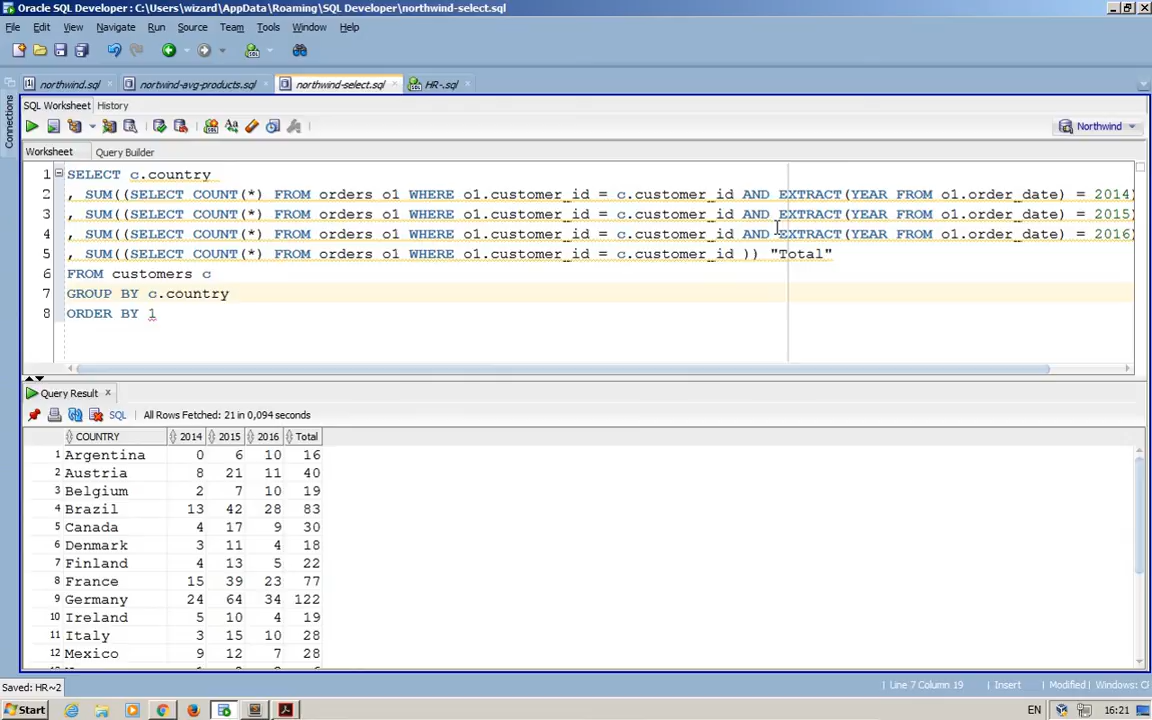 Oracle SQL Developer : C:\Users\wizard\AppData\Roaming\SQL Developer\northwind-select.sql
File Edit View Navigate Run Source Team Tools Window Help
northwind.sql nortwind-avg-products.sql northwind-select.sql HR-.sql
Connections
SQL Worksheet History
Northwind
Worksheet Query Builder
1 SELECT c.country
2 , SUM((SELECT COUNT(*) FROM orders o1 WHERE o1.customer_id = c.customer_id AND EXTRACT(YEAR FROM o1.order_date) = 2014)
3 , SUM((SELECT COUNT(*) FROM orders o1 WHERE o1.customer_id = c.customer_id AND EXTRACT(YEAR FROM o1.order_date) = 2015)
4 , SUM((SELECT COUNT(*) FROM orders o1 WHERE o1.customer_id = c.customer_id AND EXTRACT(YEAR FROM o1.order_date) = 2016)
5 , SUM((SELECT COUNT(*) FROM orders o1 WHERE o1.customer_id = c.customer_id )) "Total"
6 FROM customers c
7 GROUP BY c.country
8 ORDER BY 1
Query Result
SQL All Rows Fetched: 21 in 0,094 seconds
COUNTRY 2014 2015 2016 Total
1 Argentina 0 6 10 16
2 Austria 8 21 11 40
3 Belgium 2 7 10 19
4 Brazil 13 42 28 83
5 Canada 4 17 9 30
6 Denmark 3 11 4 18
7 Finland 4 13 5 22
8 France 15 39 23 77
9 Germany 24 64 34 122
10 Ireland 5 10 4 19
11 Italy 3 15 10 28
12 Mexico 9 12 7 28
Saved: HR~2 Line 7 Column 19 Insert Modified Windows: C
Start EN 16:21